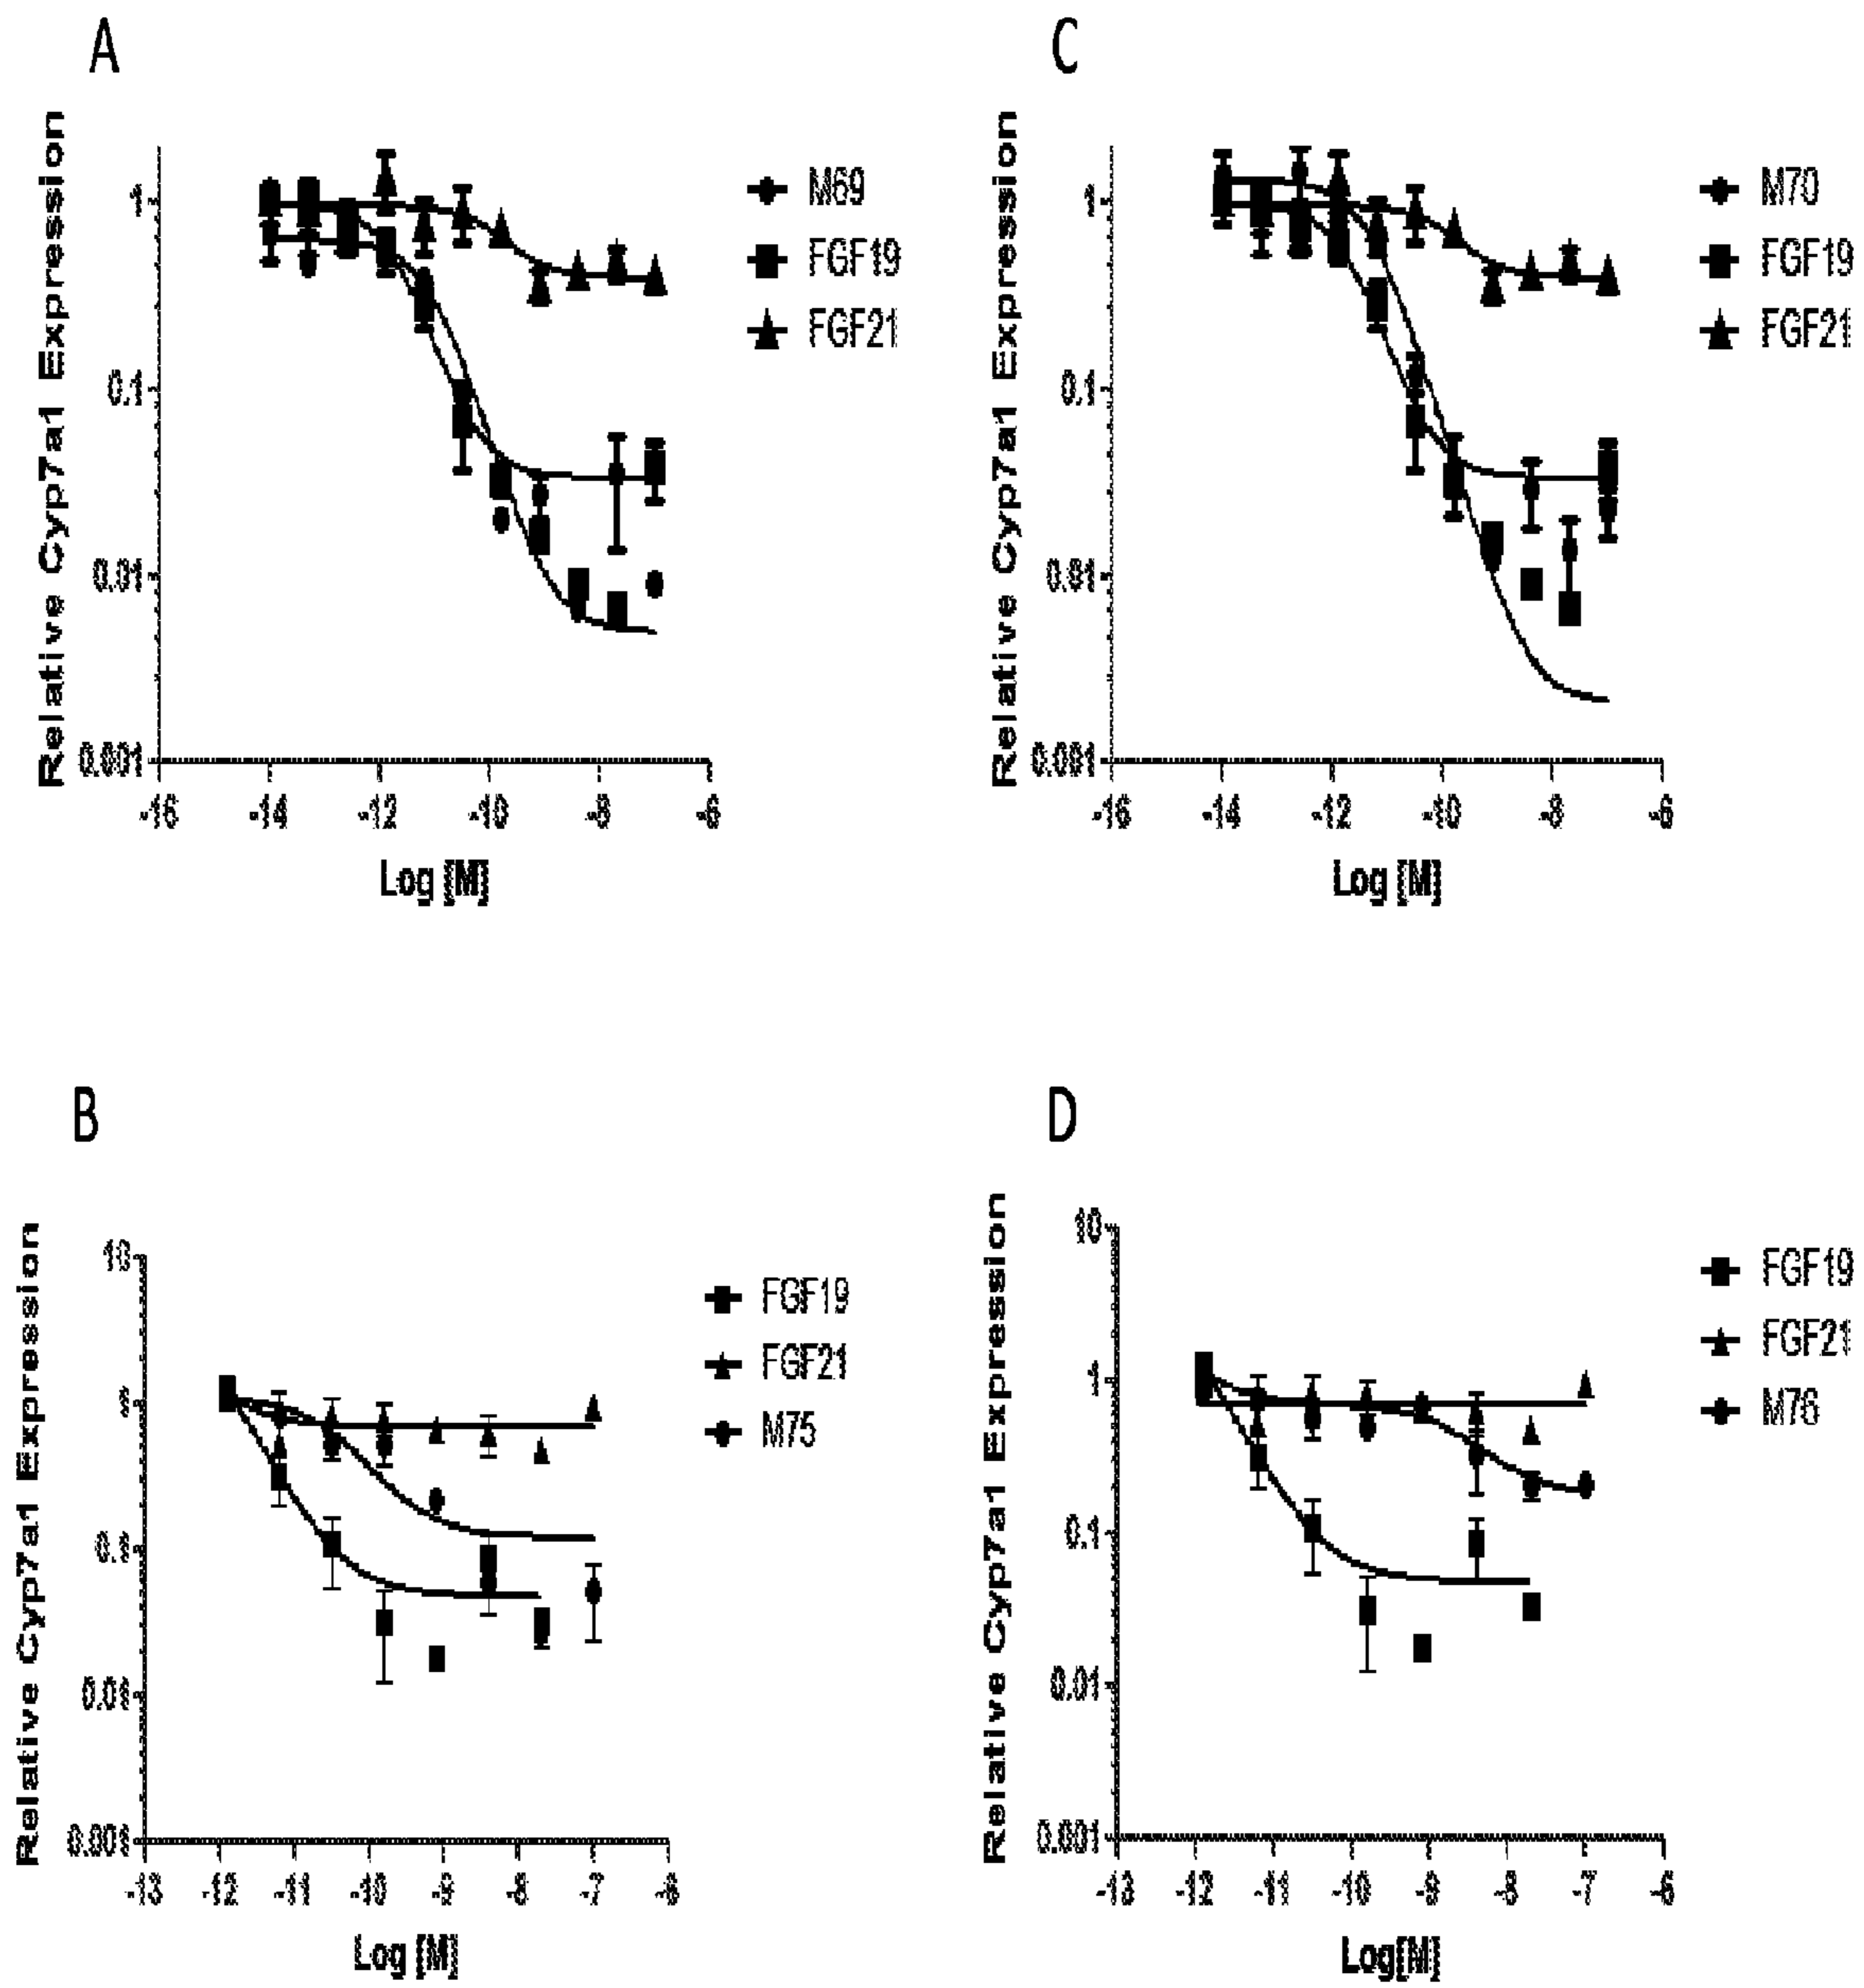 A
Relative Cyp7a1 Expression
1
0.1
0.01
0.001
-16
-14
-12
-10
-8
-6
Log [M]
M69
FGF19
FGF21
C
Relative Cyp7a1 Expression
1
0.1
0.01
0.001
-16
-14
-12
-10
-8
-6
Log [M]
M70
FGF19
FGF21
B
Relative Cyp7a1 Expression
10
1
0.1
0.01
0.001
-13
-12
-11
-10
-9
-8
-7
-6
Log [M]
FGF19
FGF21
M75
D
Relative Cyp7a1 Expression
10
1
0.1
0.01
0.001
-13
-12
-11
-10
-9
-8
-7
-6
Log[M]
FGF19
FGF21
M76